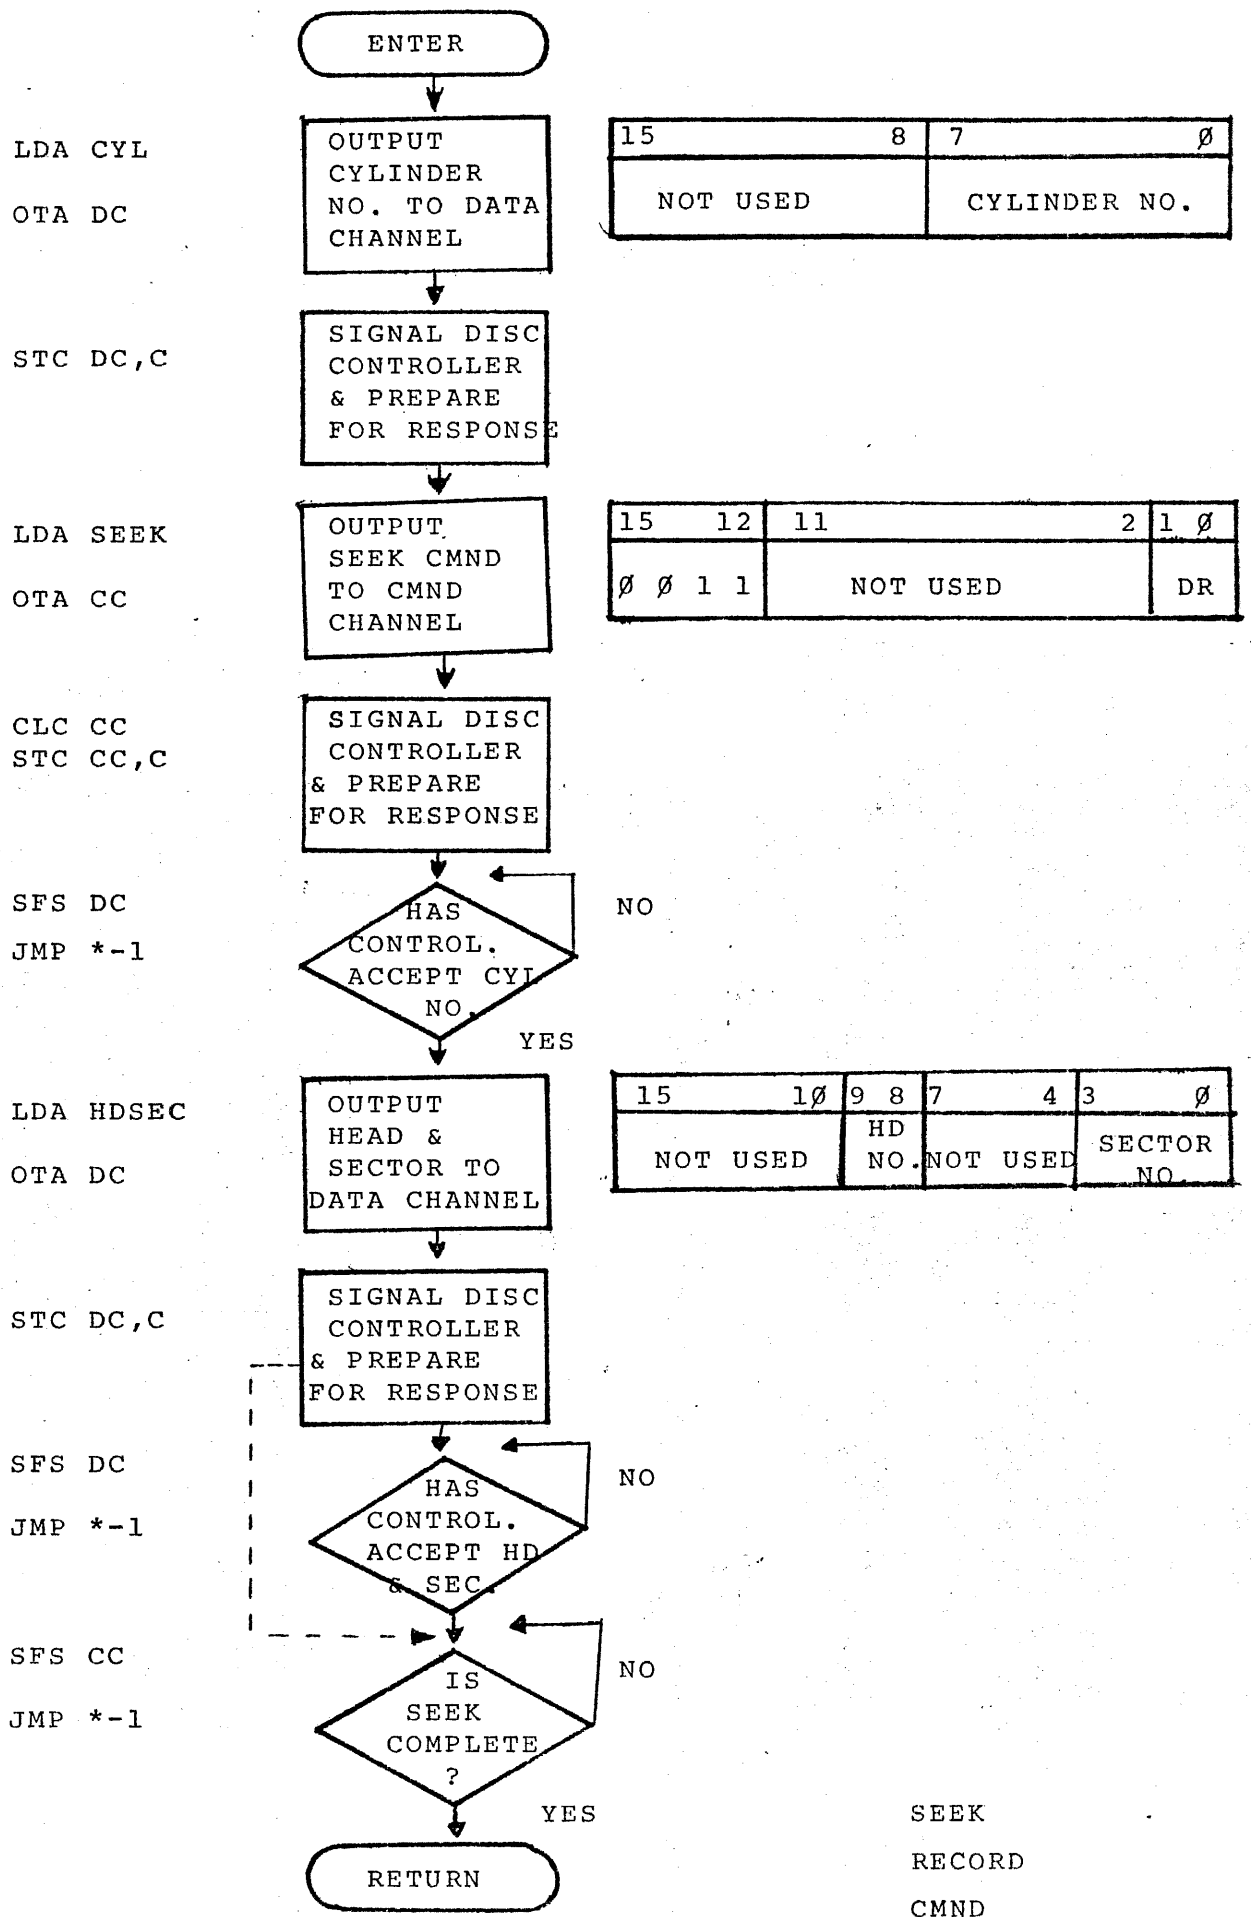 ENTER
LDA CYL
OTA DC
OUTPUT
CYLINDER
NO. TO DATA
CHANNEL
15 8 7 Ø
NOT USED CYLINDER NO.
STC DC,C
SIGNAL DISC
CONTROLLER
& PREPARE
FOR RESPONSE
LDA SEEK
OTA CC
OUTPUT
SEEK CMND
TO CMND
CHANNEL
15 12 11 2 1 Ø
Ø Ø 1 1 NOT USED DR
CLC CC
STC CC,C
SIGNAL DISC
CONTROLLER
& PREPARE
FOR RESPONSE
SFS DC
JMP *-1
HAS
CONTROL.
ACCEPT CYL
NO.
NO
YES
LDA HDSEC
OTA DC
OUTPUT
HEAD &
SECTOR TO
DATA CHANNEL
15 1Ø 9 8 7 4 3 Ø
NOT USED
HD
NO.
NOT USED
SECTOR
NO.
STC DC,C
SIGNAL DISC
CONTROLLER
& PREPARE
FOR RESPONSE
SFS DC
JMP *-1
HAS
CONTROL.
ACCEPT HD
& SEC.
NO
SFS CC
JMP *-1
IS
SEEK
COMPLETE
?
NO
YES
RETURN
SEEK
RECORD
CMND